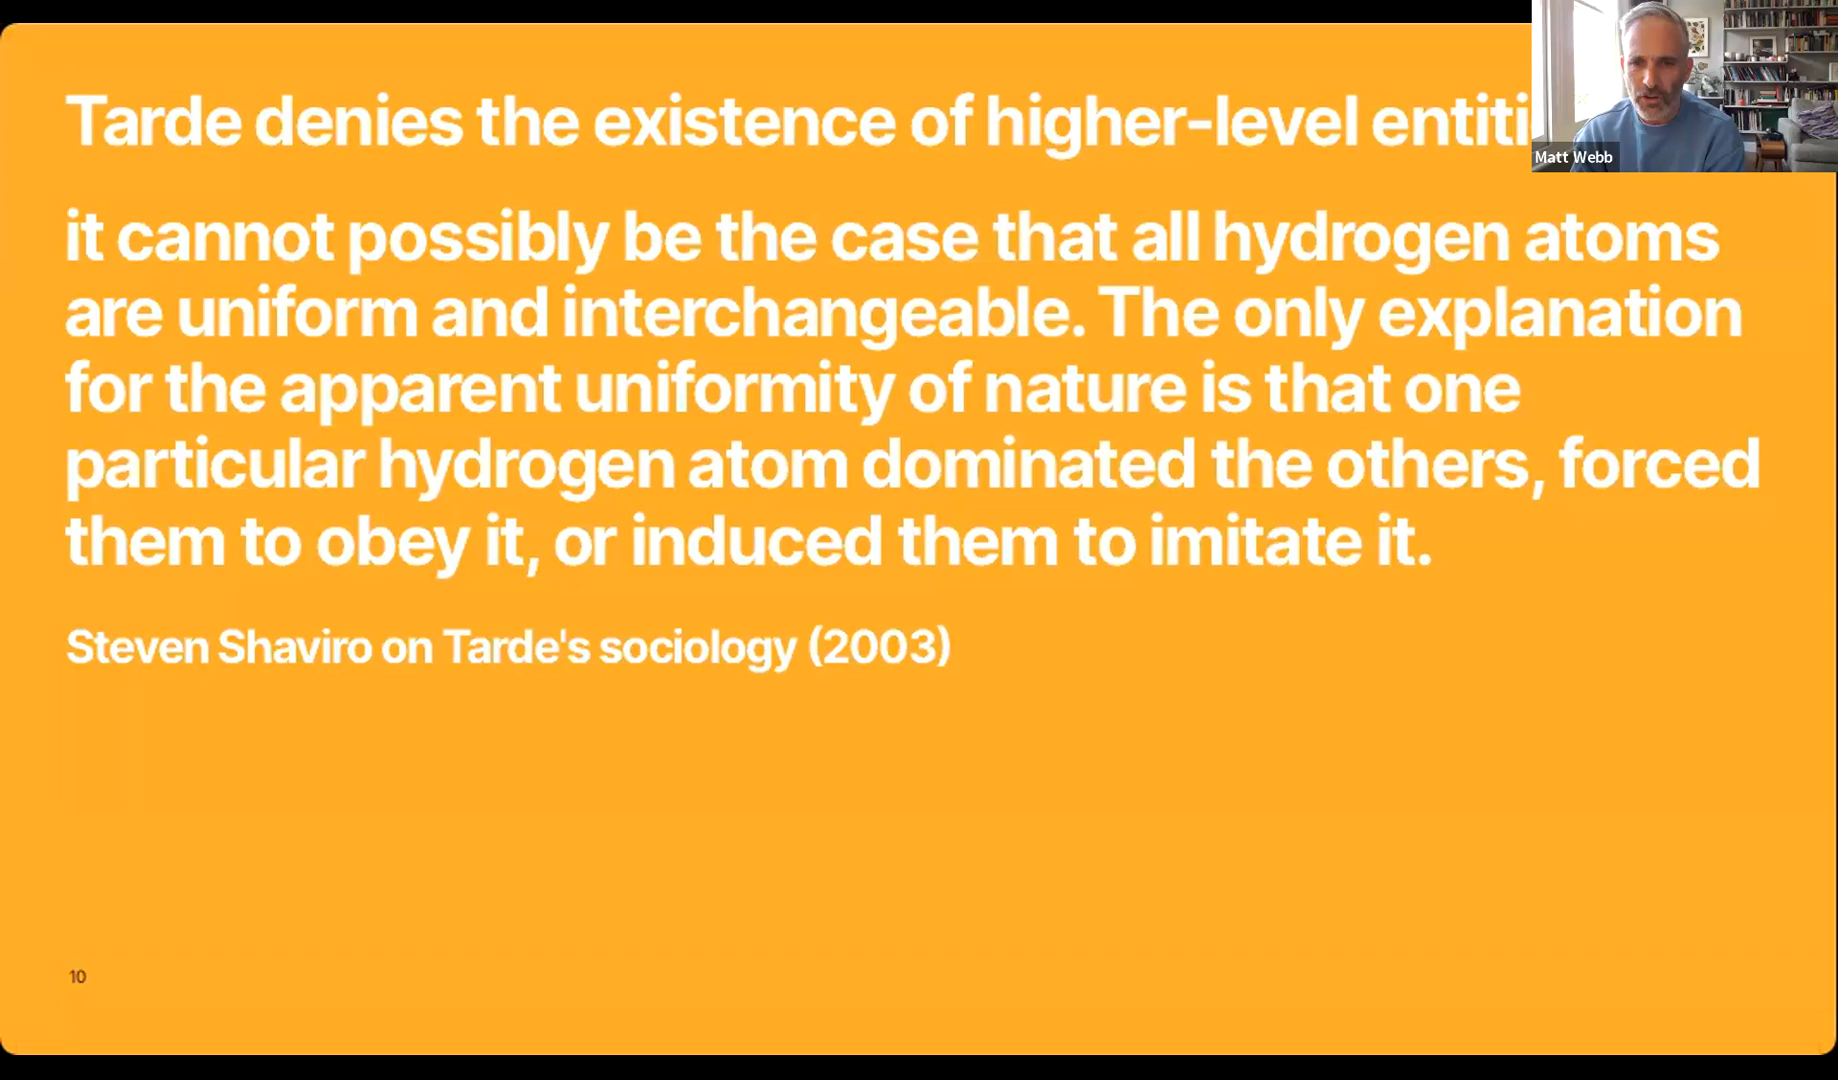 Tarde denies the existence of higher-level entiti
Matt Webb
it cannot possibly be the case that all hydrogen atoms
are uniform and interchangeable. The only explanation
for the apparent uniformity of nature is that one
particular hydrogen atom dominated the others, forced
them to obey it, or induced them to imitate it.
Steven Shaviro on Tarde's sociology (2003)
10